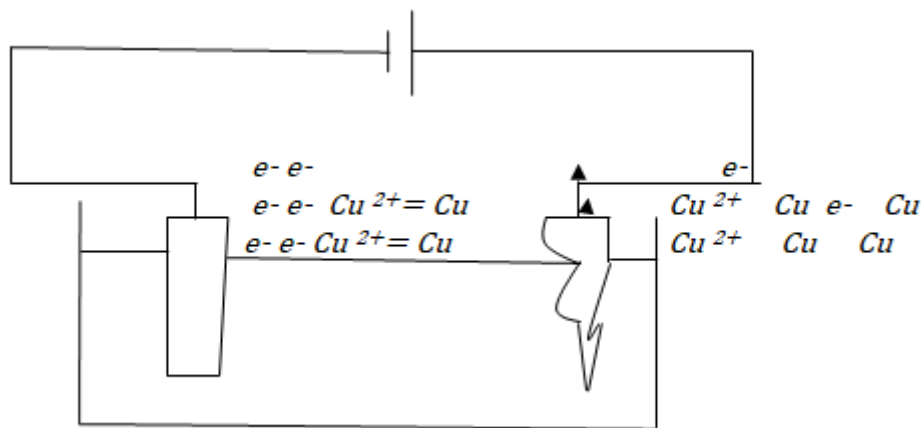 e- e-
e- e- Cu 2+= Cu
e- e- Cu 2+= Cu
e-
Cu 2+ Cu e- Cu
Cu 2+ Cu Cu